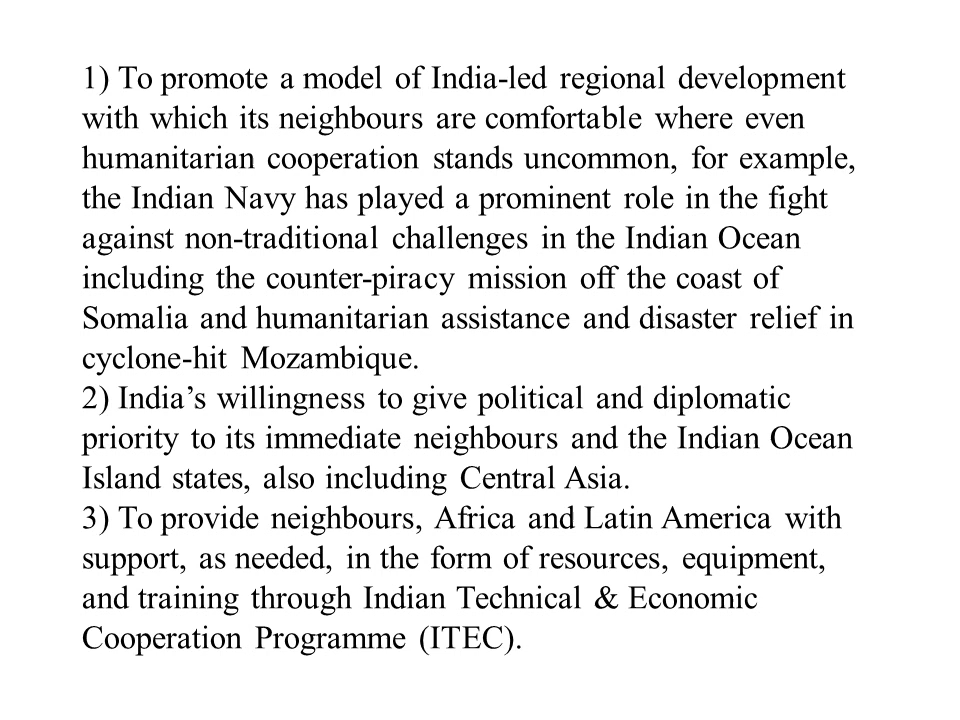 1) To promote a model of India-led regional development
with which its neighbours are comfortable where even
humanitarian cooperation stands uncommon, for example,
the Indian Navy has played a prominent role in the fight
against non-traditional challenges in the Indian Ocean
including the counter-piracy mission off the coast of
Somalia and humanitarian assistance and disaster relief in
cyclone-hit Mozambique.
2) India’s willingness to give political and diplomatic
priority to its immediate neighbours and the Indian Ocean
Island states, also including Central Asia.
3) To provide neighbours, Africa and Latin America with
support, as needed, in the form of resources, equipment,
and training through Indian Technical & Economic
Cooperation Programme (ITEC).